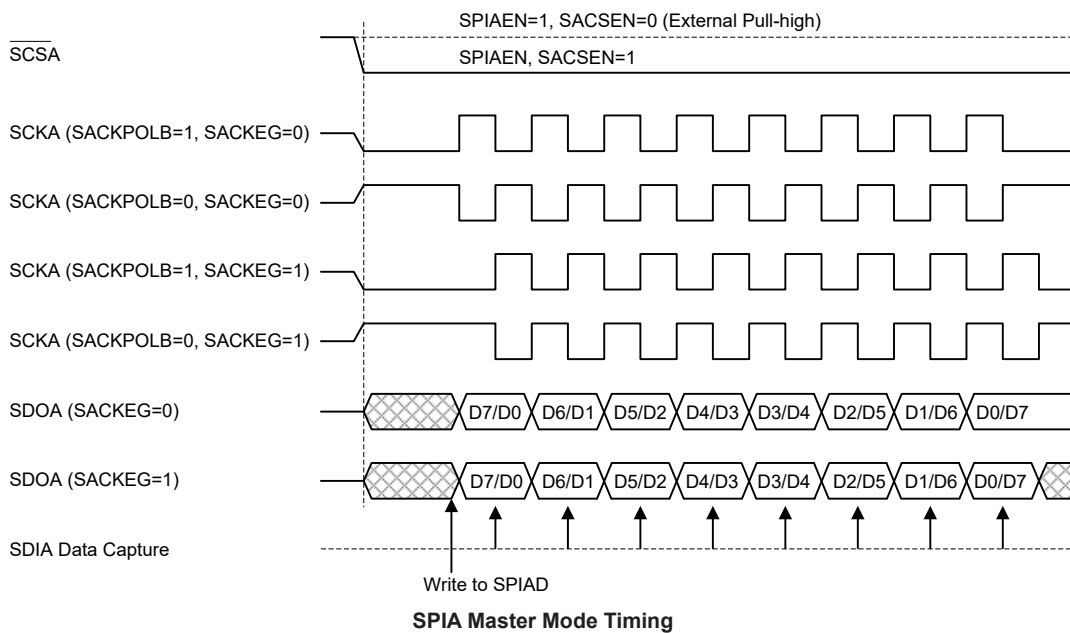 SPIAEN=1, SACSEN=0 (External Pull-high)
SCSA
SPIAEN, SACSEN=1
SCKA (SACKPOLB=1, SACKEG=0)
SCKA (SACKPOLB=0, SACKEG=0)
SCKA (SACKPOLB=1, SACKEG=1)
SCKA (SACKPOLB=0, SACKEG=1)
SDOA (SACKEG=0) D7/D0 D6/D1 D5/D2 D4/D3 D3/D4 D2/D5 D1/D6 D0/D7
SDOA (SACKEG=1) D7/D0 D6/D1 D5/D2 D4/D3 D3/D4 D2/D5 D1/D6 D0/D7
SDIA Data Capture
Write to SPIAD
SPIA Master Mode Timing